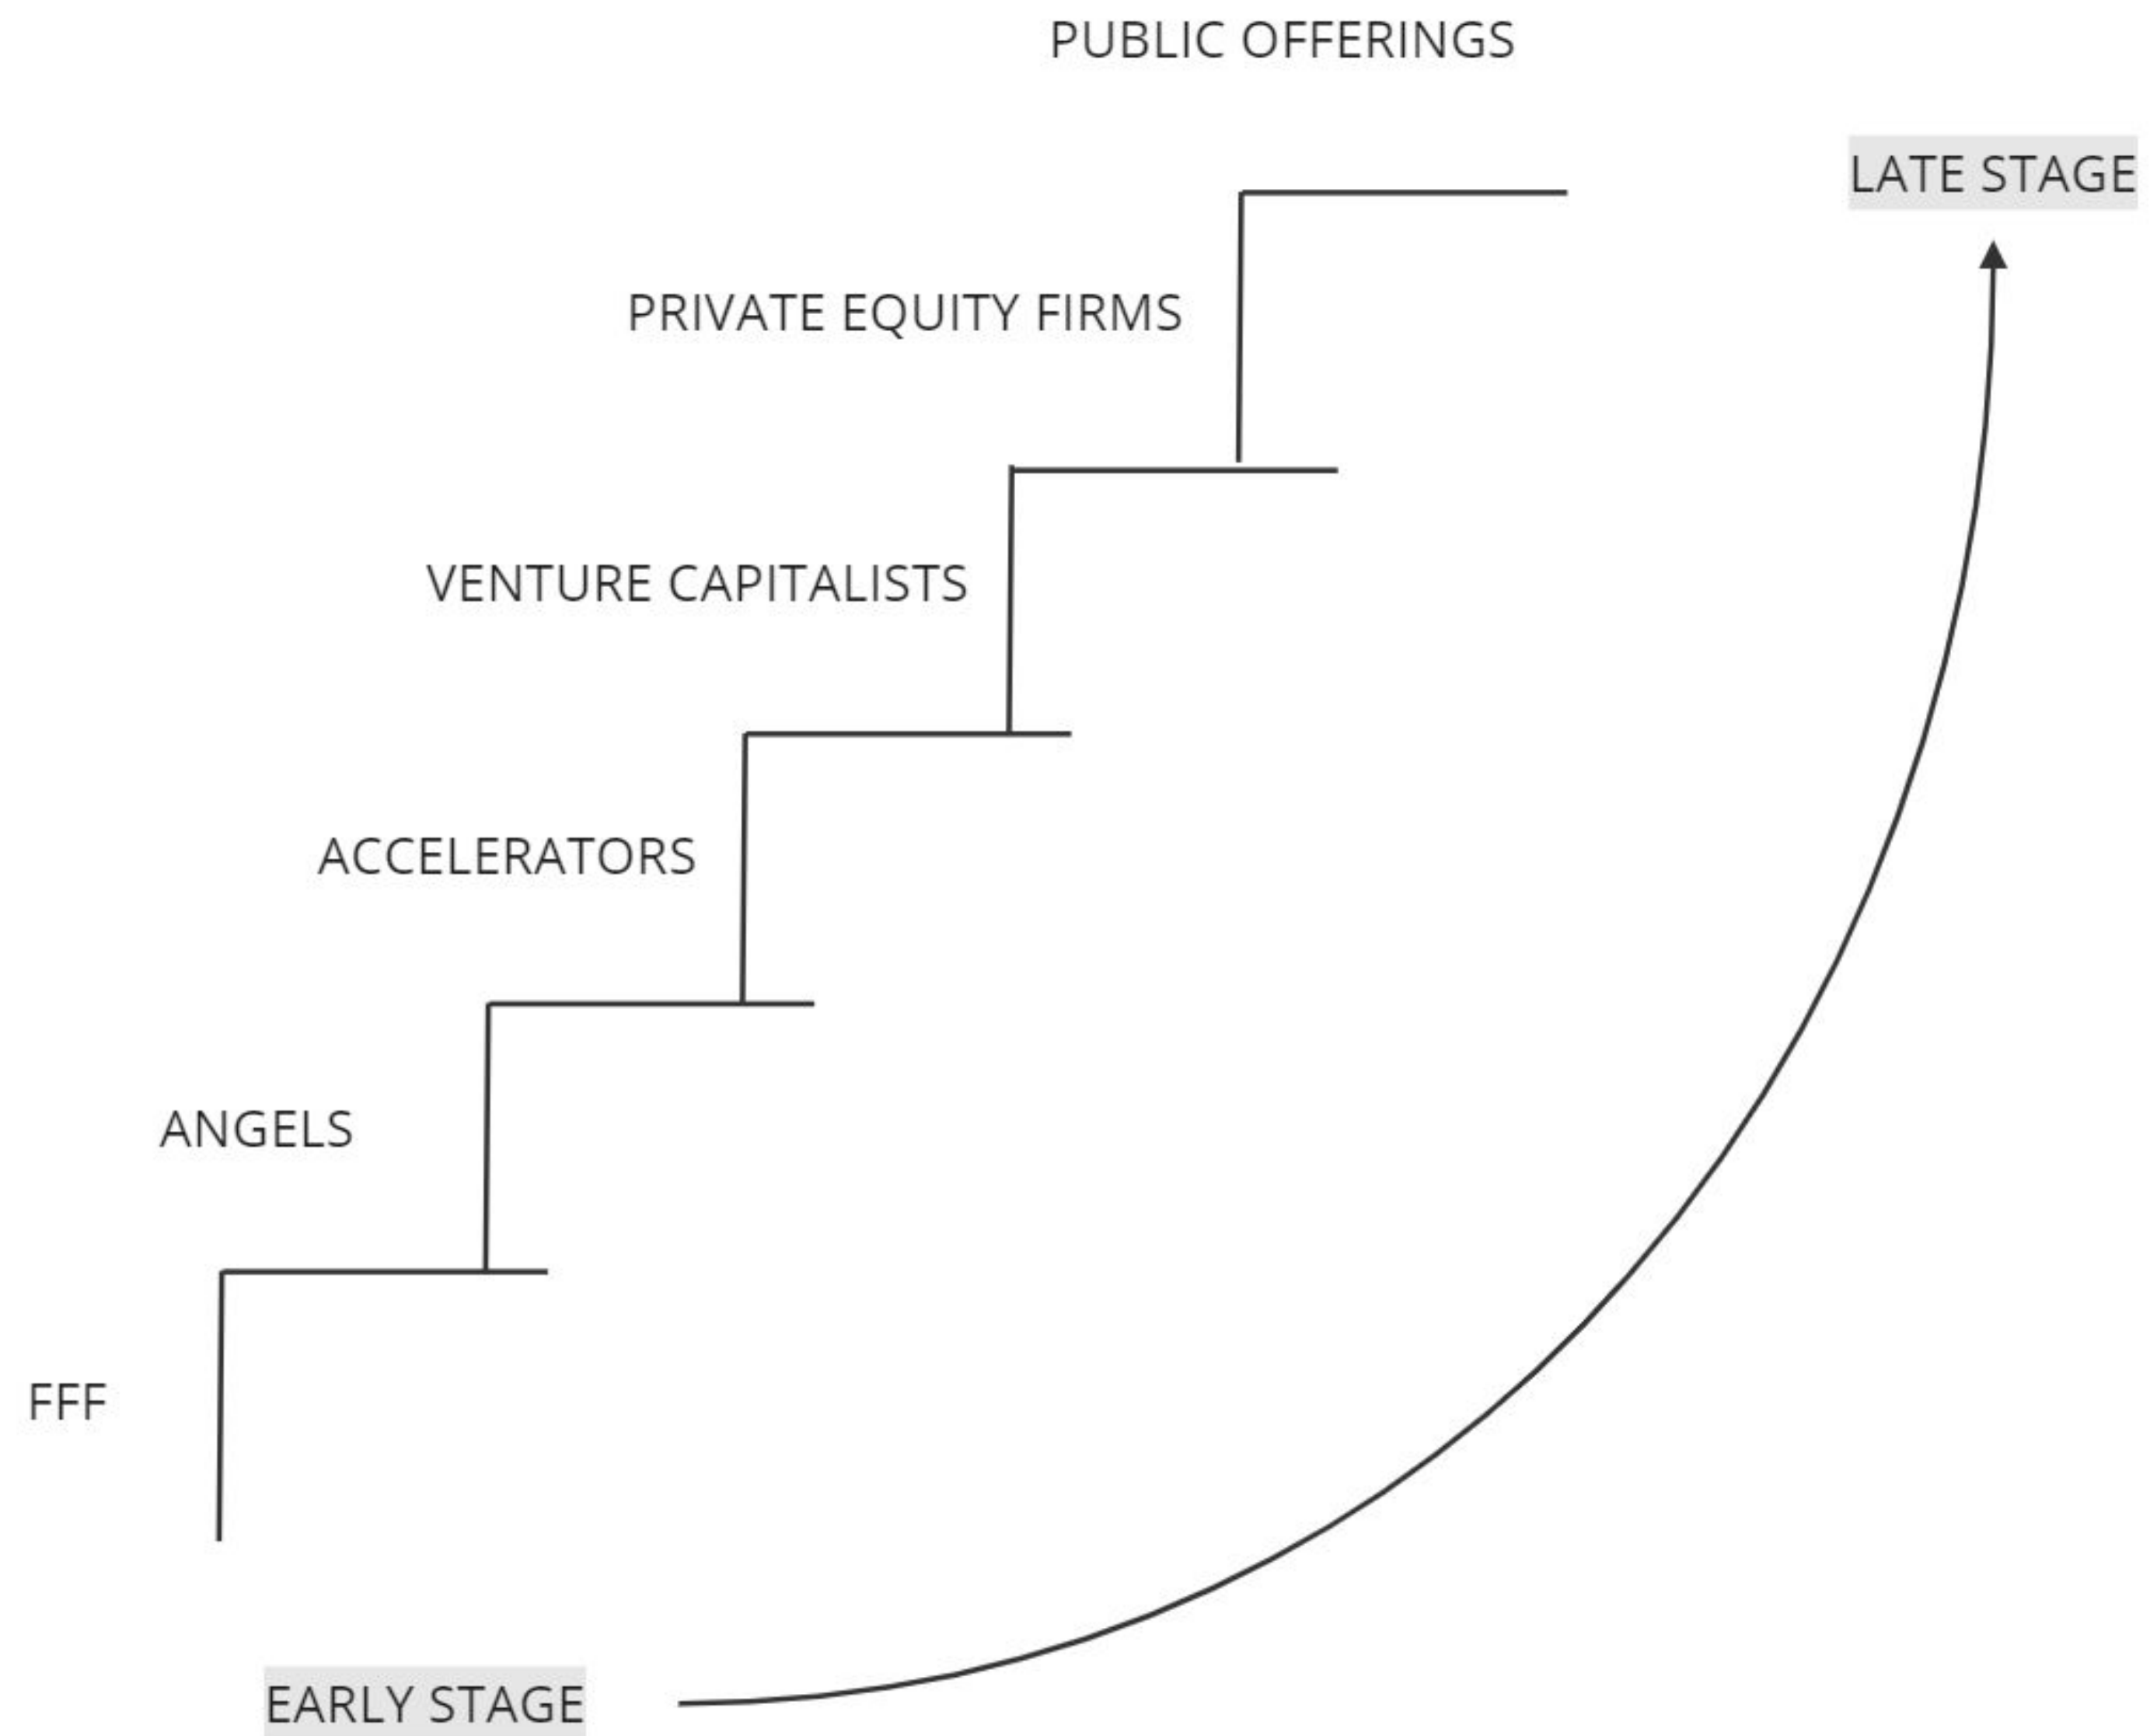 PUBLIC OFFERINGS
LATE STAGE
PRIVATE EQUITY FIRMS
VENTURE CAPITALISTS
ACCELERATORS
ANGELS
FFF
EARLY STAGE